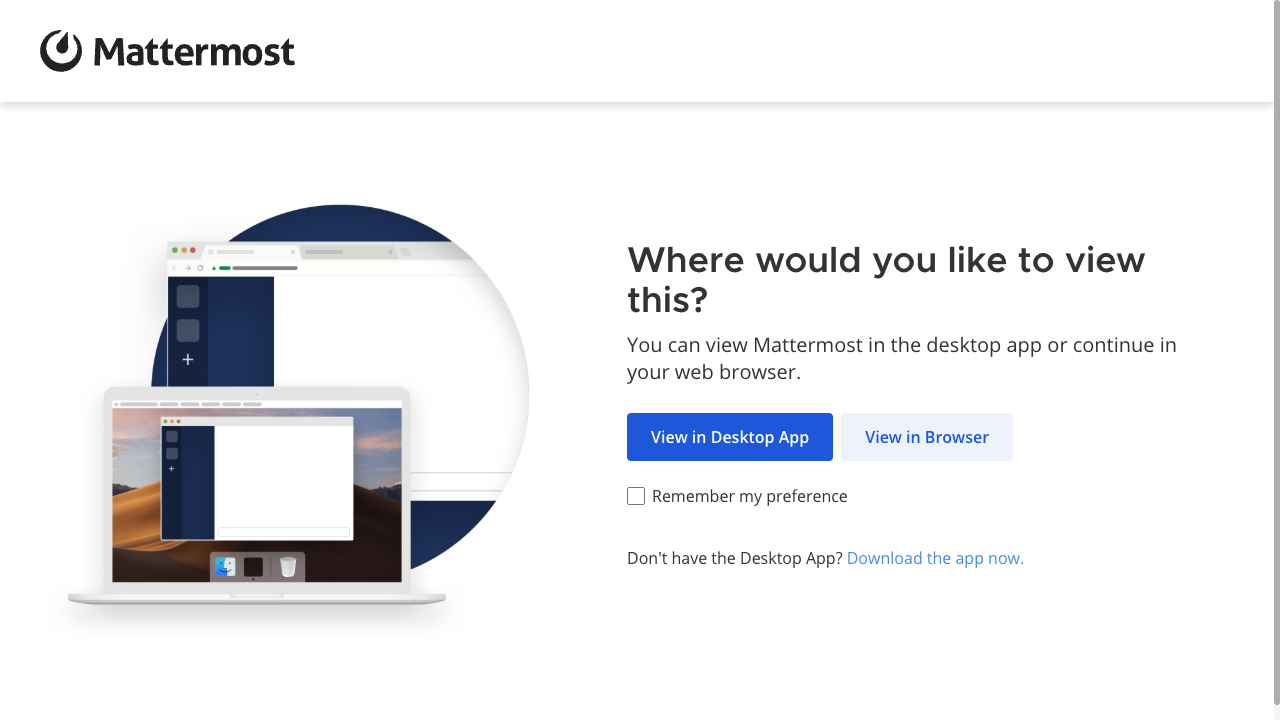 Mattermost
Where would you like to view
this?
You can view Mattermost in the desktop app or continue in
your web browser.
View in Desktop App
View in Browser
Remember my preference
Don't have the Desktop App? Download the app now.